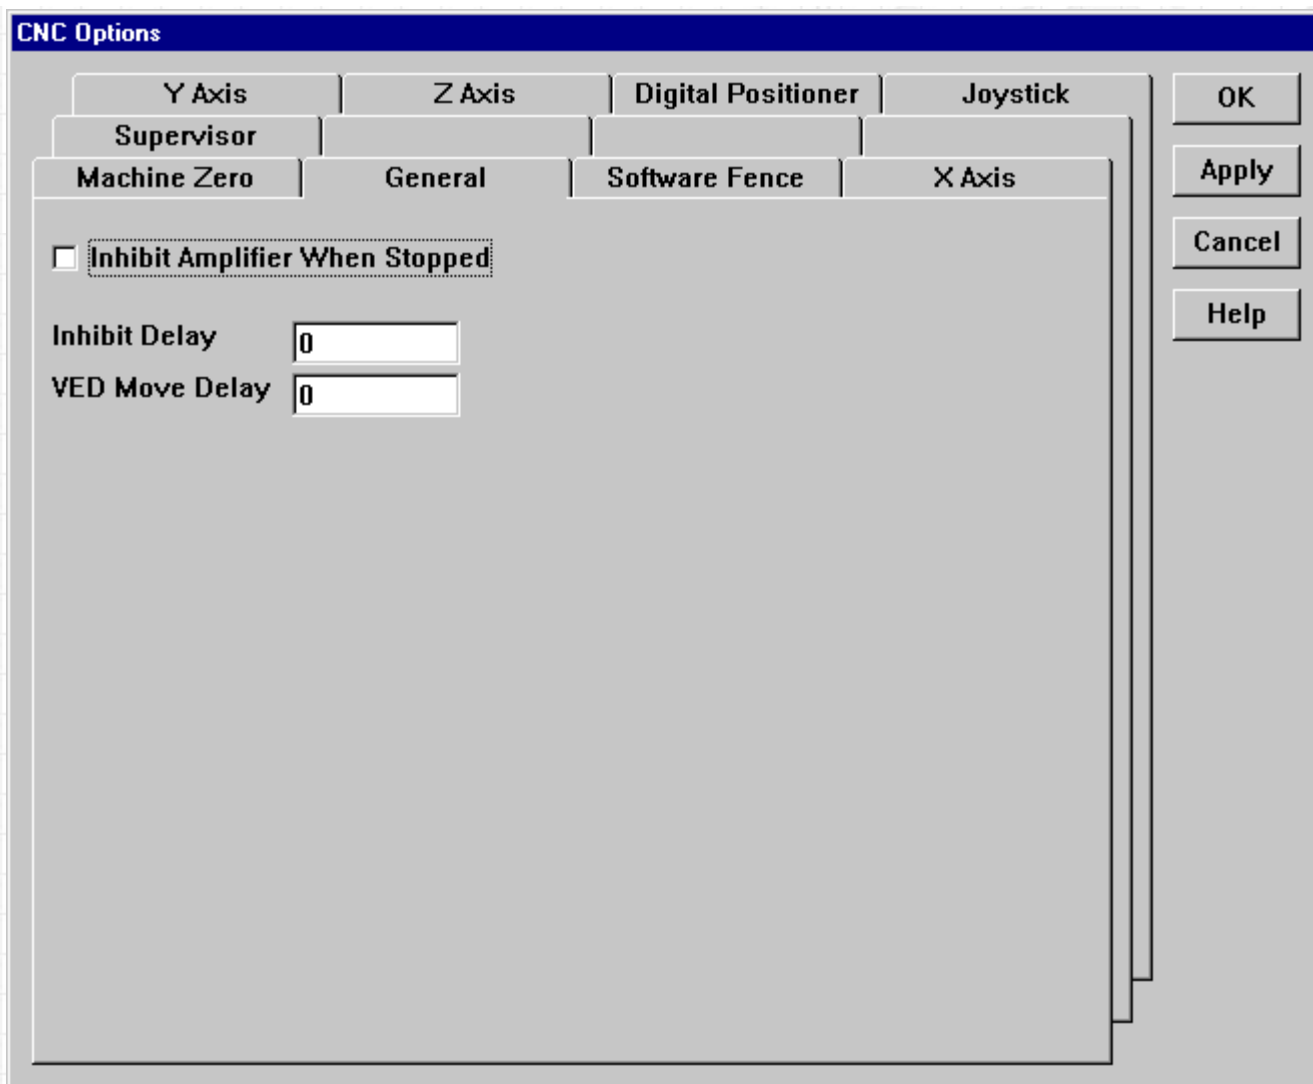 CNC Options
Y Axis Z Axis Digital Positioner Joystick
Supervisor
Machine Zero General Software Fence X Axis
OK
Apply
Cancel
Help
Inhibit Amplifier When Stopped
Inhibit Delay 0
VED Move Delay 0